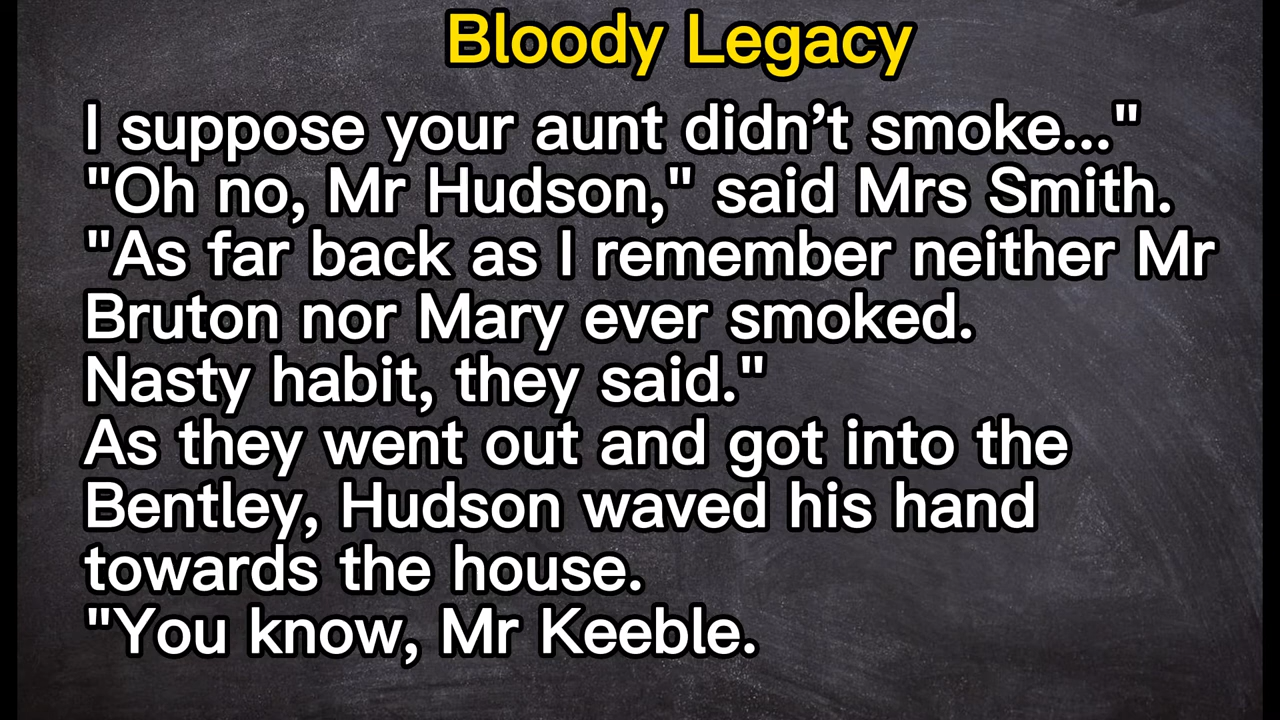 Bloody Legacy
I suppose your aunt didn’t smoke..."
"Oh no, Mr Hudson," said Mrs Smith.
"As far back as I remember neither Mr
Bruton nor Mary ever smoked.
Nasty habit, they said."
As they went out and got into the
Bentley, Hudson waved his hand
towards the house.
"You know, Mr Keeble.